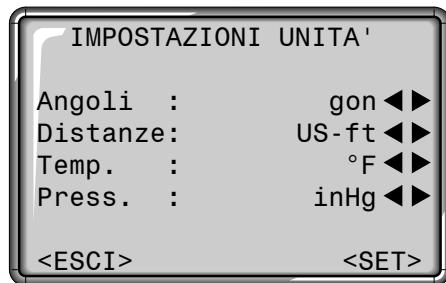 IMPOSTAZIONI UNITA'
Angoli : gon ◀▶
Distanze: US-ft ◀▶
Temp. : °F ◀▶
Press. : inHg ◀▶
<ESCI> <SET>